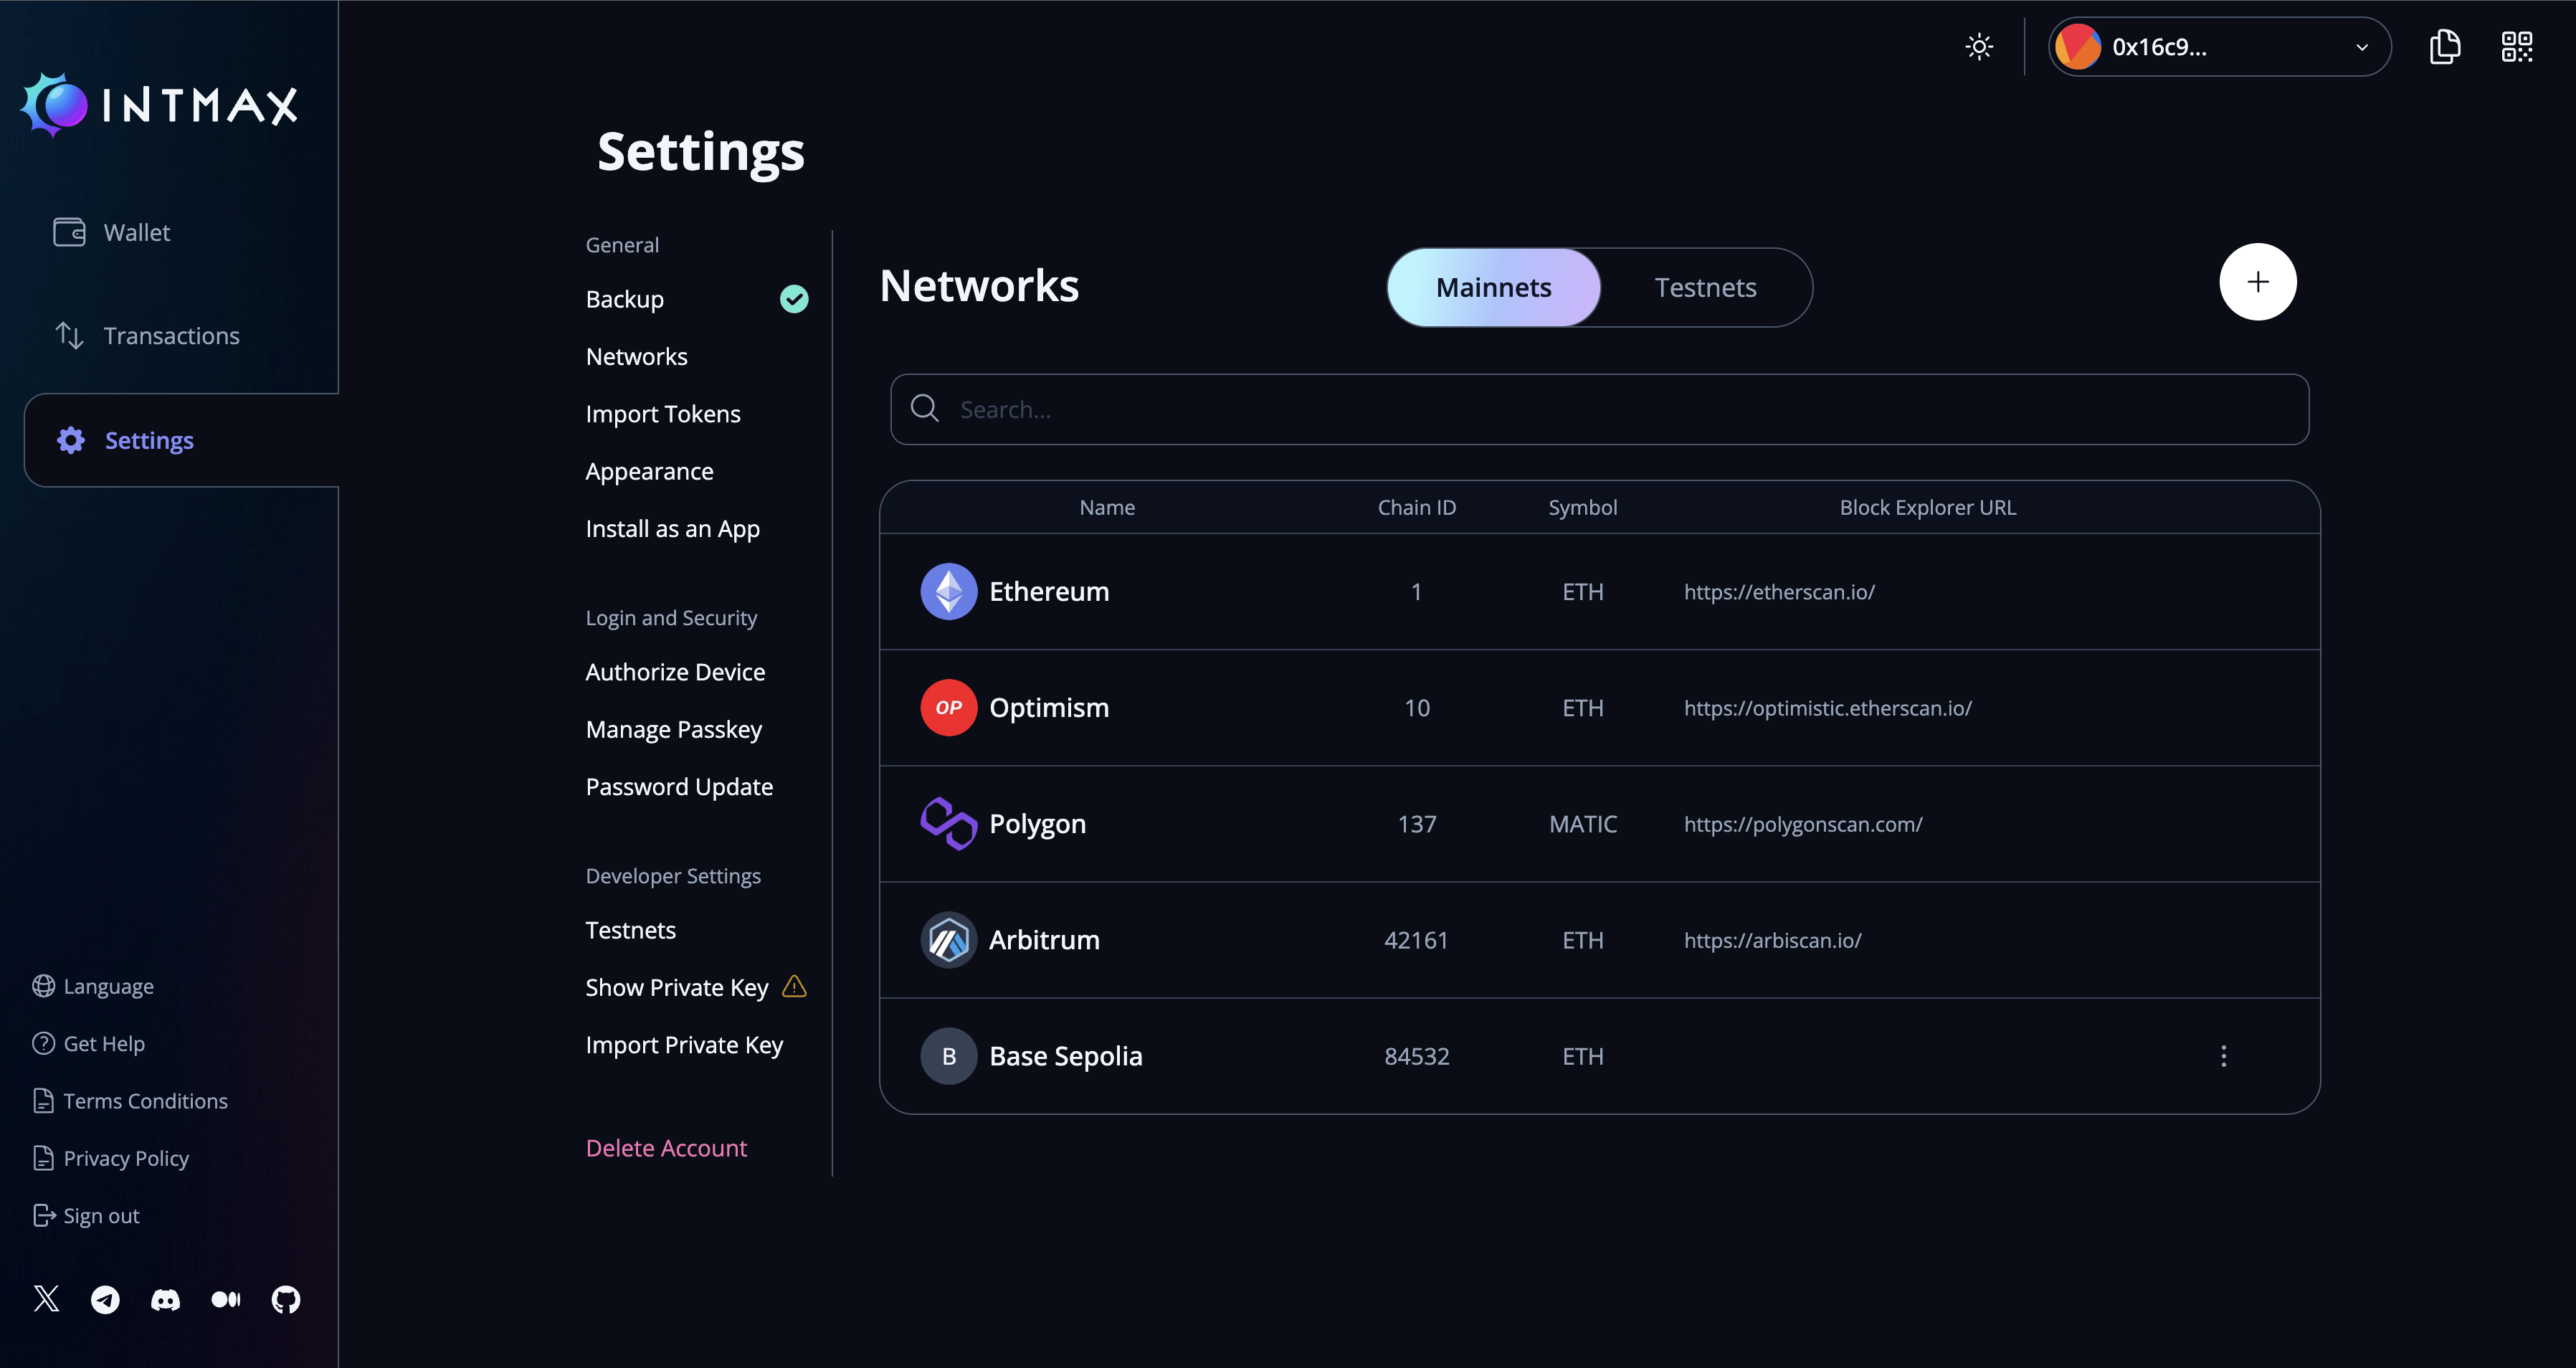 INTMAX
Wallet
Transactions
Settings
Language
Get Help
Terms Conditions
Privacy Policy
Sign out
0x16c9...
Settings
General
Backup
Networks
Import Tokens
Appearance
Install as an App
Login and Security
Authorize Device
Manage Passkey
Password Update
Developer Settings
Testnets
Show Private Key
Import Private Key
Delete Account
Networks
Mainnets Testnets
Search...
Name Chain ID Symbol Block Explorer URL
Ethereum 1 ETH https://etherscan.io/
OP Optimism 10 ETH https://optimistic.etherscan.io/
Polygon 137 MATIC https://polygonscan.com/
Arbitrum 42161 ETH https://arbiscan.io/
B Base Sepolia 84532 ETH